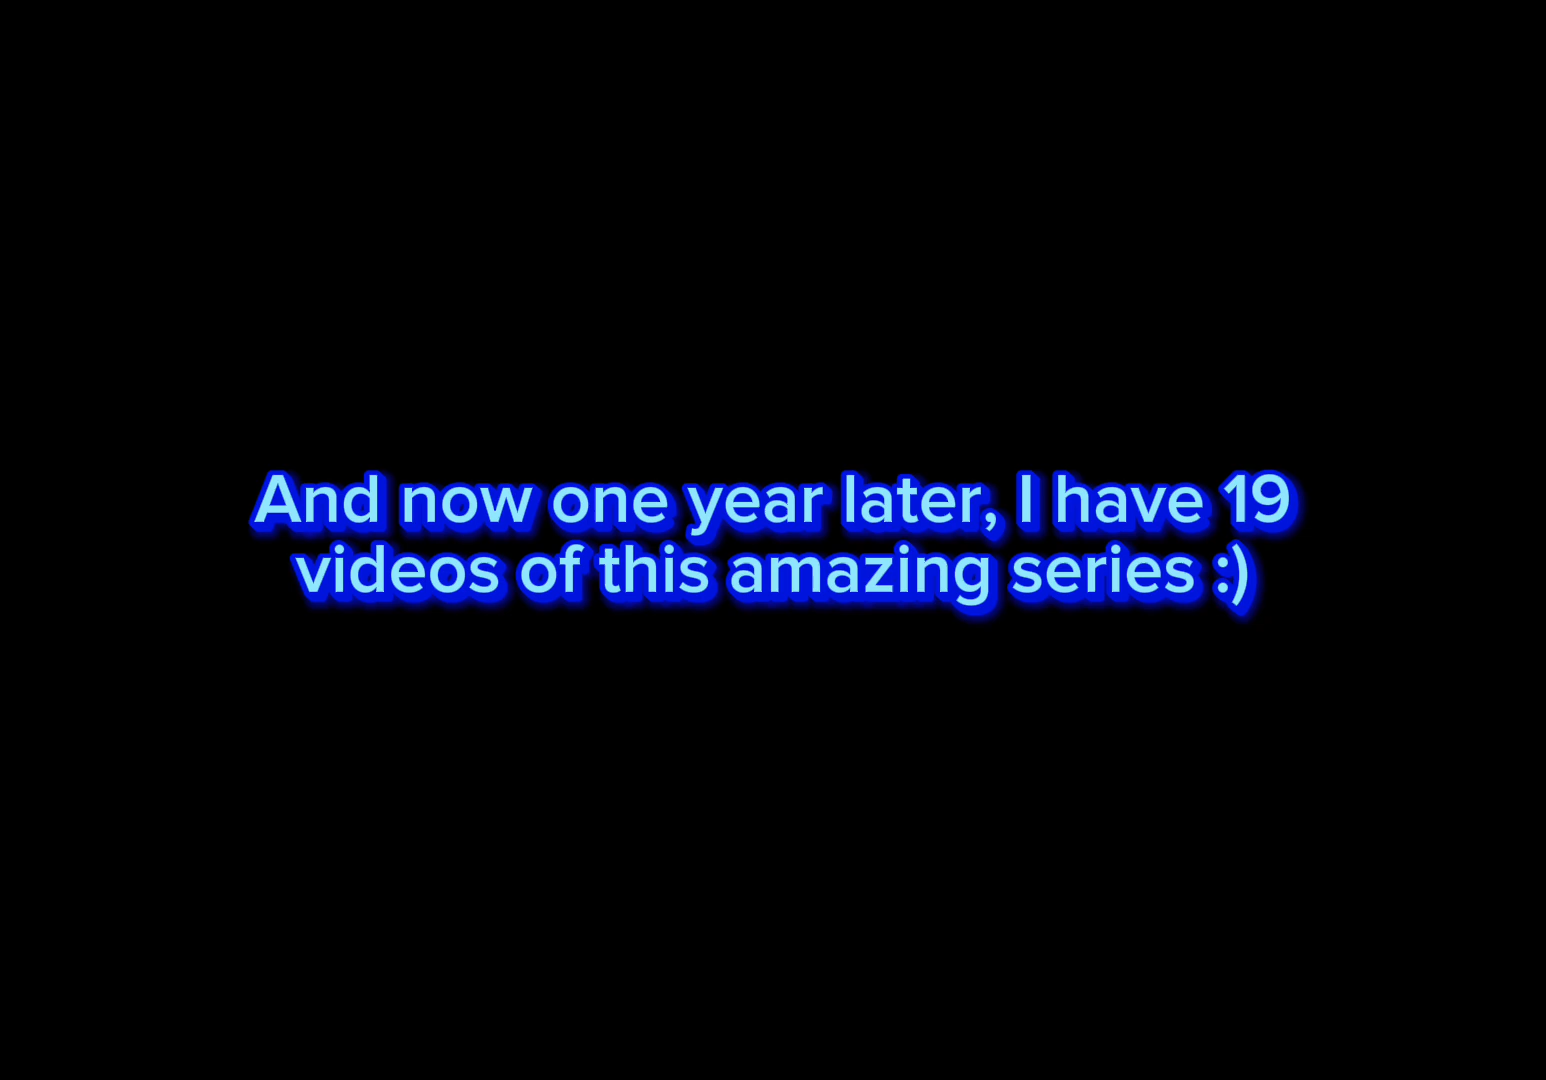 And now one year later, I have 19
videos of this amazing series :)